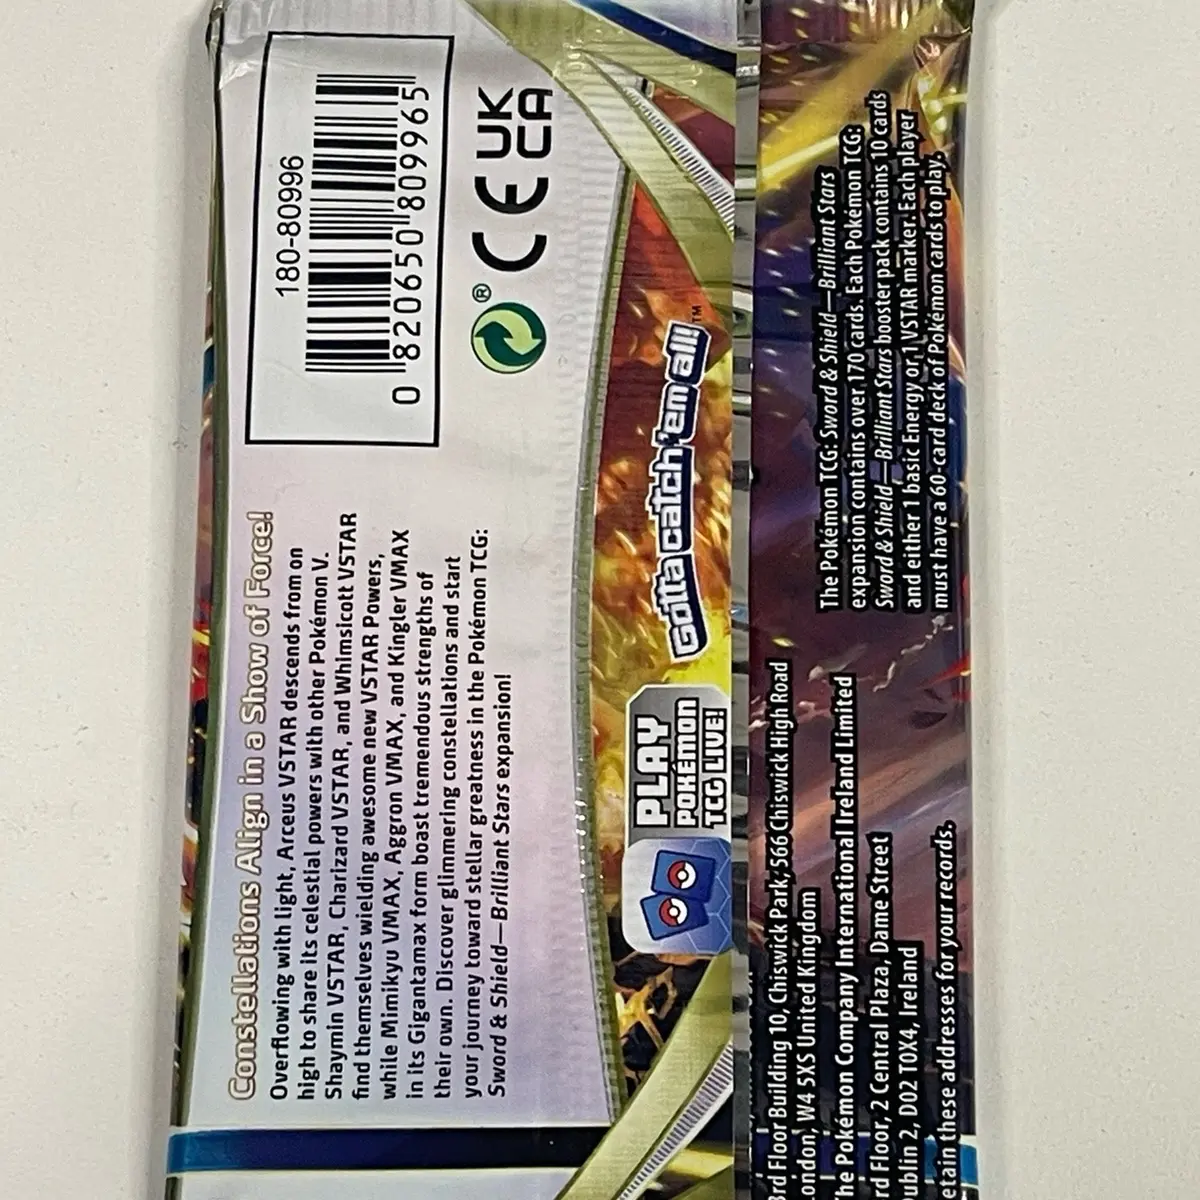 Constellations Align in a Show of Force!
Overflowing with light, Arceus VSTAR descends from on
high to share its celestial powers with other Pokémon V.
Shaymin VSTAR, Charizard VSTAR, and Whimsicott VSTAR
find themselves wielding awesome new VSTAR Powers,
while Mimikyu VMAX, Aggron VMAX, and Kingler VMAX
in its Gigantamax form boast tremendous strengths of
their own. Discover glimmering constellations and start
your journey toward stellar greatness in the Pokémon TCG:
Sword & Shield—Brilliant Stars expansion!
180-80996
0 820650 809965
® CE UK
CA
PLAY
POKÉMON
TCG LIVE!
Gotta catch 'em all!™
3rd Floor Building 10, Chiswick Park, 566 Chiswick High Road
London, W4 5XS United Kingdom
The Pokémon Company International Ireland Limited
3rd Floor, 2 Central Plaza, Dame Street
Dublin 2, D02 T0X4, Ireland
etain these addresses for your records.
The Pokémon TCG: Sword & Shield—Brilliant Stars
expansion contains over 170 cards. Each Pokémon TCG:
Sword & Shield—Brilliant Stars booster pack contains 10 cards
and either 1 basic Energy or 1 VSTAR marker. Each player
must have a 60-card deck of Pokémon cards to play.